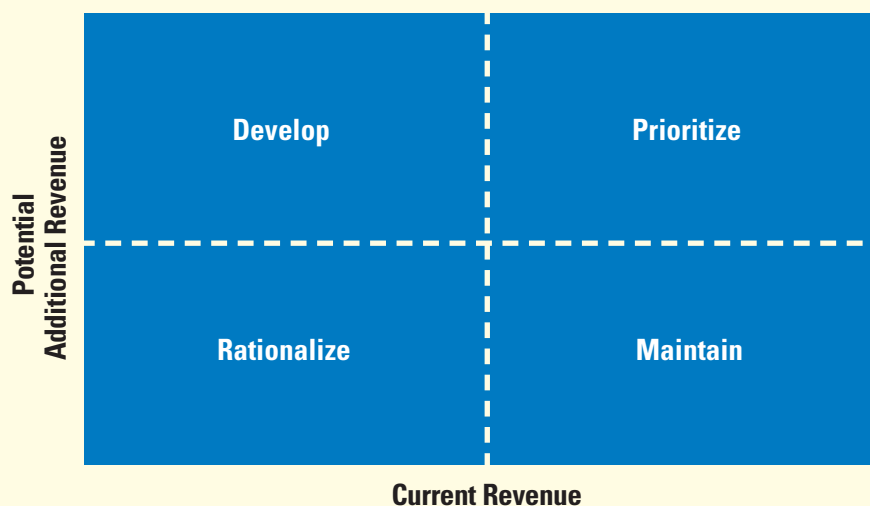 Potential
Additional Revenue
Develop
Prioritize
Rationalize
Maintain
Current Revenue